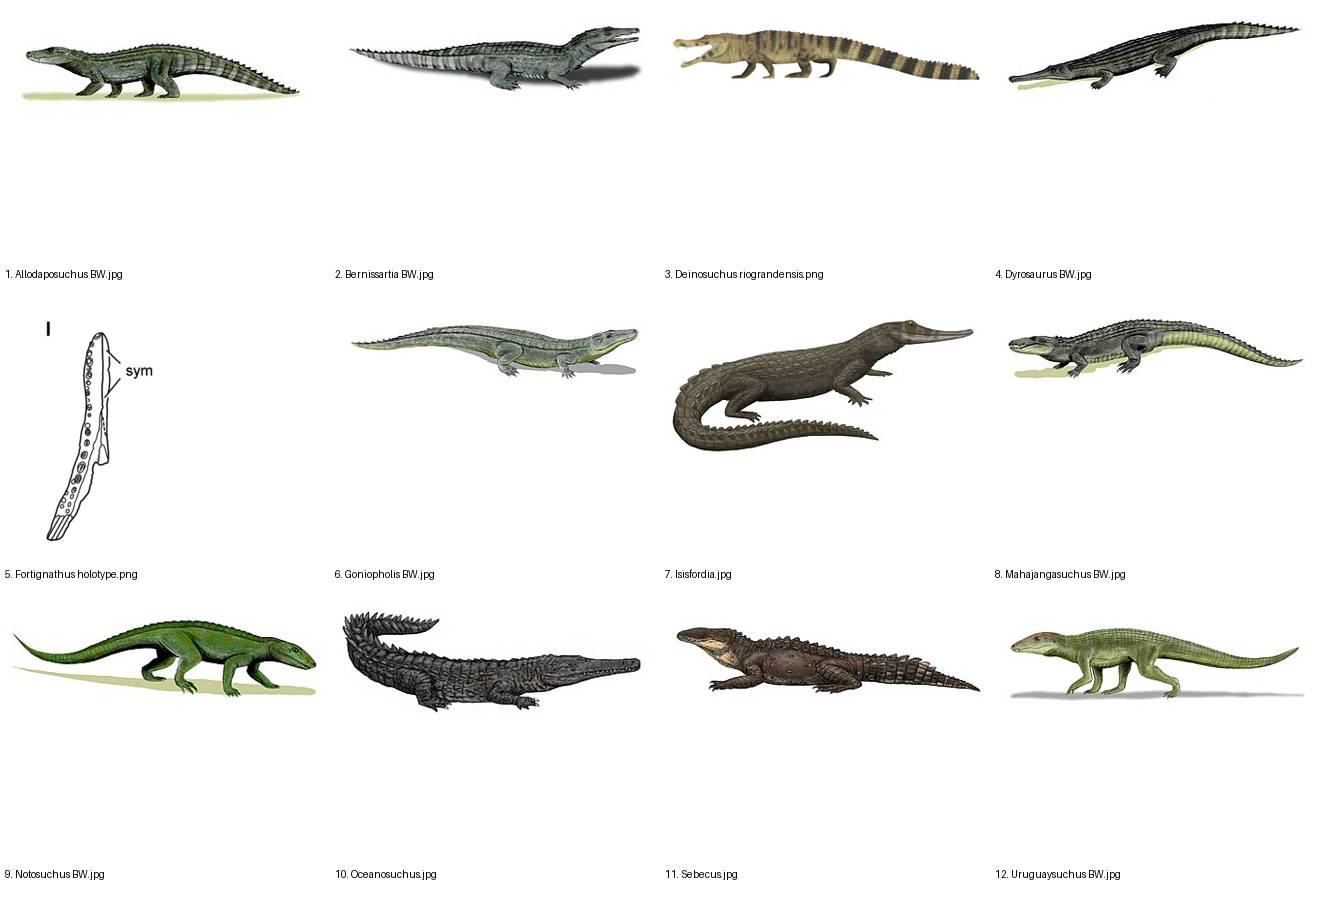 1. Allodaposuchus BW.jpg
2. Bernissartia BW.jpg
3. Deinosuchus riograndensis.png
4. Dyrosaurus BW.jpg
I
sym
5. Fortignathus holotype.png
6. Goniopholis BW.jpg
7. Isisfordia.jpg
8. Mahajangasuchus BW.jpg
9. Notosuchus BW.jpg
10. Oceanosuchus.jpg
11. Sebecus.jpg
12. Uruguaysuchus BW.jpg